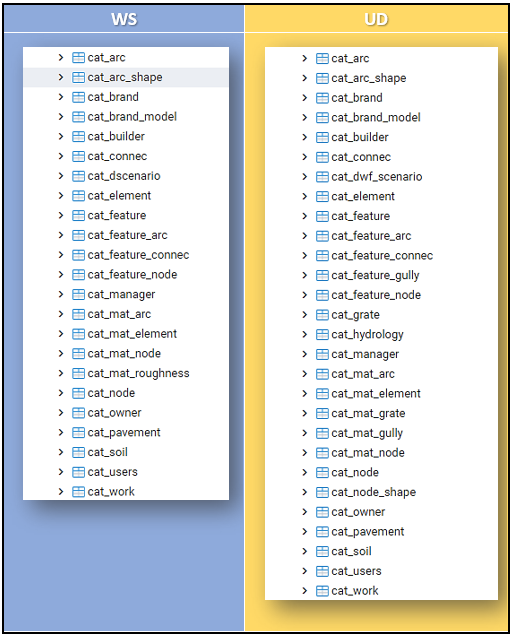 WS
cat_arc
cat_arc_shape
cat_brand
cat_brand_model
cat_builder
cat_connec
cat_dscenario
cat_element
cat_feature
cat_feature_arc
cat_feature_connec
cat_feature_node
cat_manager
cat_mat_arc
cat_mat_element
cat_mat_node
cat_mat_roughness
cat_node
cat_owner
cat_pavement
cat_soil
cat_users
cat_work
UD
cat_arc
cat_arc_shape
cat_brand
cat_brand_model
cat_builder
cat_connec
cat_dwf_scenario
cat_element
cat_feature
cat_feature_arc
cat_feature_connec
cat_feature_gully
cat_feature_node
cat_grate
cat_hydrology
cat_manager
cat_mat_arc
cat_mat_element
cat_mat_grate
cat_mat_gully
cat_mat_node
cat_node
cat_node_shape
cat_owner
cat_pavement
cat_soil
cat_users
cat_work